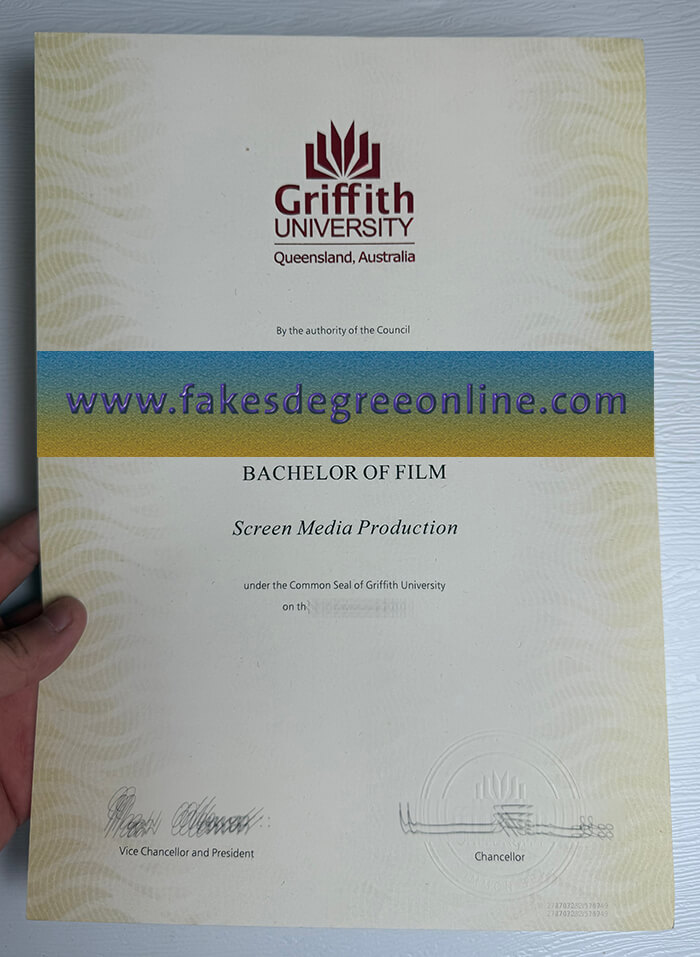 Griffith
UNIVERSITY
Queensland, Australia
By the authority of the Council
www.fakesdegreeonline.com
BACHELOR OF FILM
Screen Media Production
under the Common Seal of Griffith University
on th
Vice Chancellor and President
Chancellor